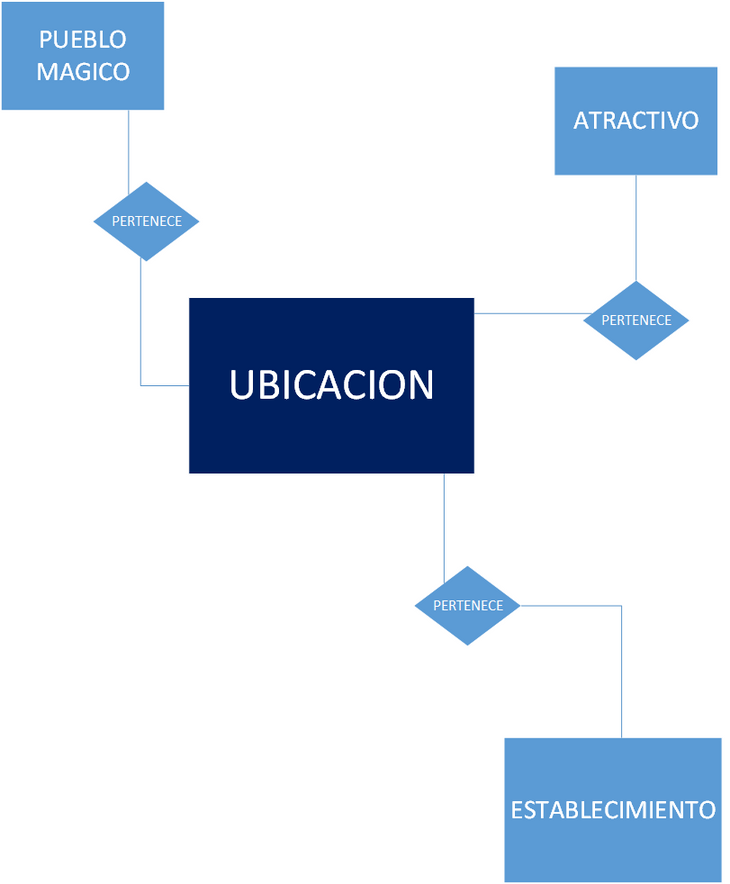 PUEBLO
MAGICO
ATRACTIVO
PERTENECE
PERTENECE
UBICACION
PERTENECE
ESTABLECIMIENTO